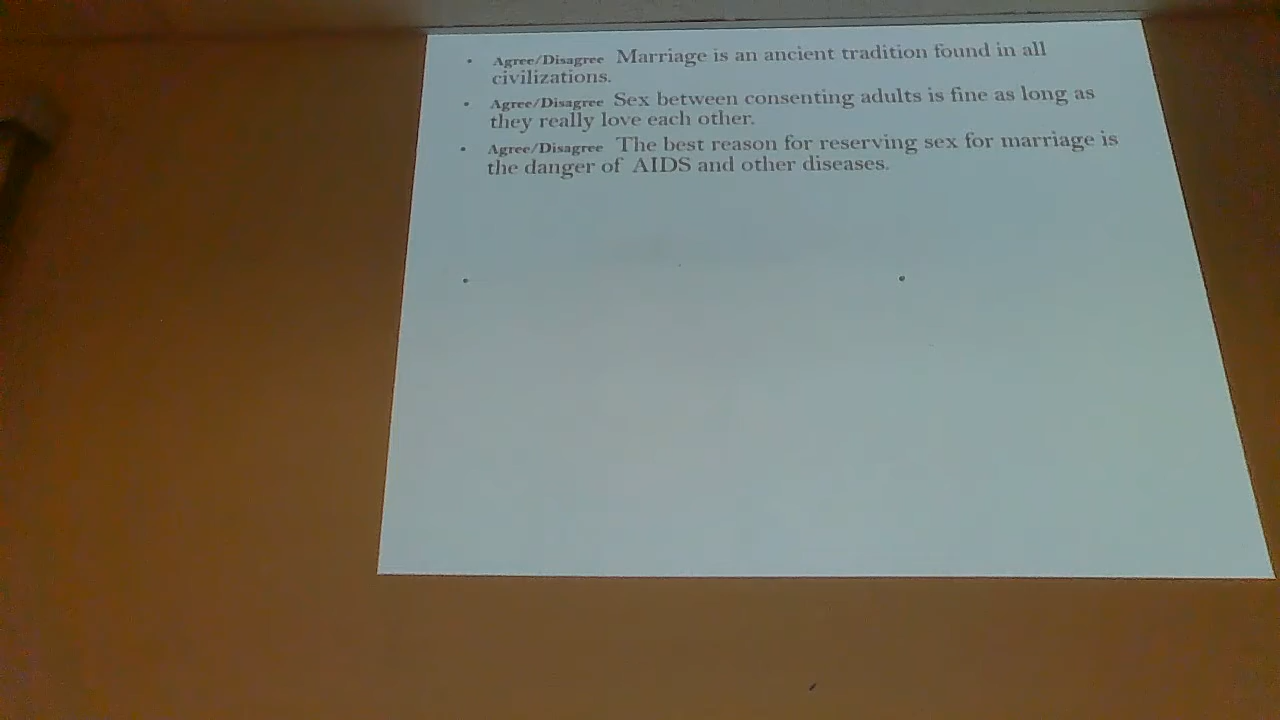 • Agree/Disagree Marriage is an ancient tradition found in all
civilizations.
• Agree/Disagree Sex between consenting adults is fine as long as
they really love each other.
• Agree/Disagree The best reason for reserving sex for marriage is
the danger of AIDS and other diseases.